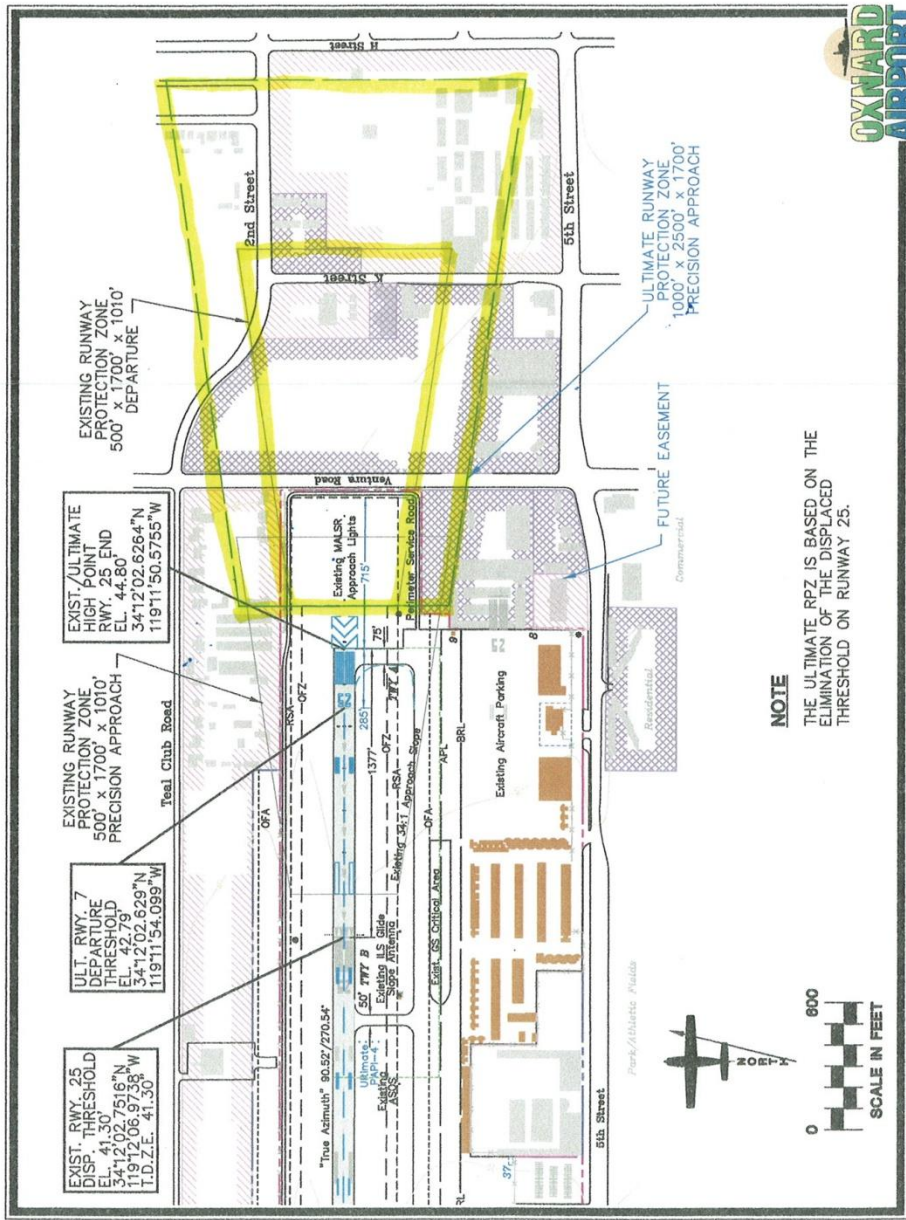 OXNARD
AIRPORT
H Street
2nd Street
5th Street
K Street
EXISTING RUNWAY
PROTECTION ZONE
500' x 1700' x 1010'
DEPARTURE
ULTIMATE RUNWAY
PROTECTION ZONE
1000' x 2500' x 1700'
PRECISION APPROACH
FUTURE EASEMENT
Ventura Road
EXIST./ULTIMATE
HIGH POINT
RWY. 25 END
EL. 44.80'
34°12'02.6264"N
119°11'50.5755"W
Existing MALSR
Approach Lights
715'
Perimeter Service Road
Commercial
EXISTING RUNWAY
PROTECTION ZONE
500' x 1700' x 1010'
PRECISION APPROACH
Teal Club Road
75'
TWY A
285'
1377'
RSA
OFZ
OFZ
RSA
Existing 34:1 Approach Slope
APL
OFA
BRL
9
8
Existing Aircraft Parking
Residential
OFA
ULT. RWY. 7
DEPARTURE
THRESHOLD
EL. 42.79'
34°12'02.629"N
119°11'54.099"W
EXIST. RWY. 25
DISP. THRESHOLD
EL. 41.30'
34°12'02.7516"N
119°12'06.9738"W
T.D.Z.E. 41.30'
"True Azimuth" 90.52°/270.54°
50' TWY B
Existing ILS Glide
Slope Antenna
Exist. GS Critical Area
Ultimate
PAPI-4
Existing
ASOS
37
5th Street
Park/Athletic Fields
NOTE
THE ULTIMATE RPZ IS BASED ON THE
ELIMINATION OF THE DISPLACED
THRESHOLD ON RUNWAY 25.
NORTH
0 600
SCALE IN FEET